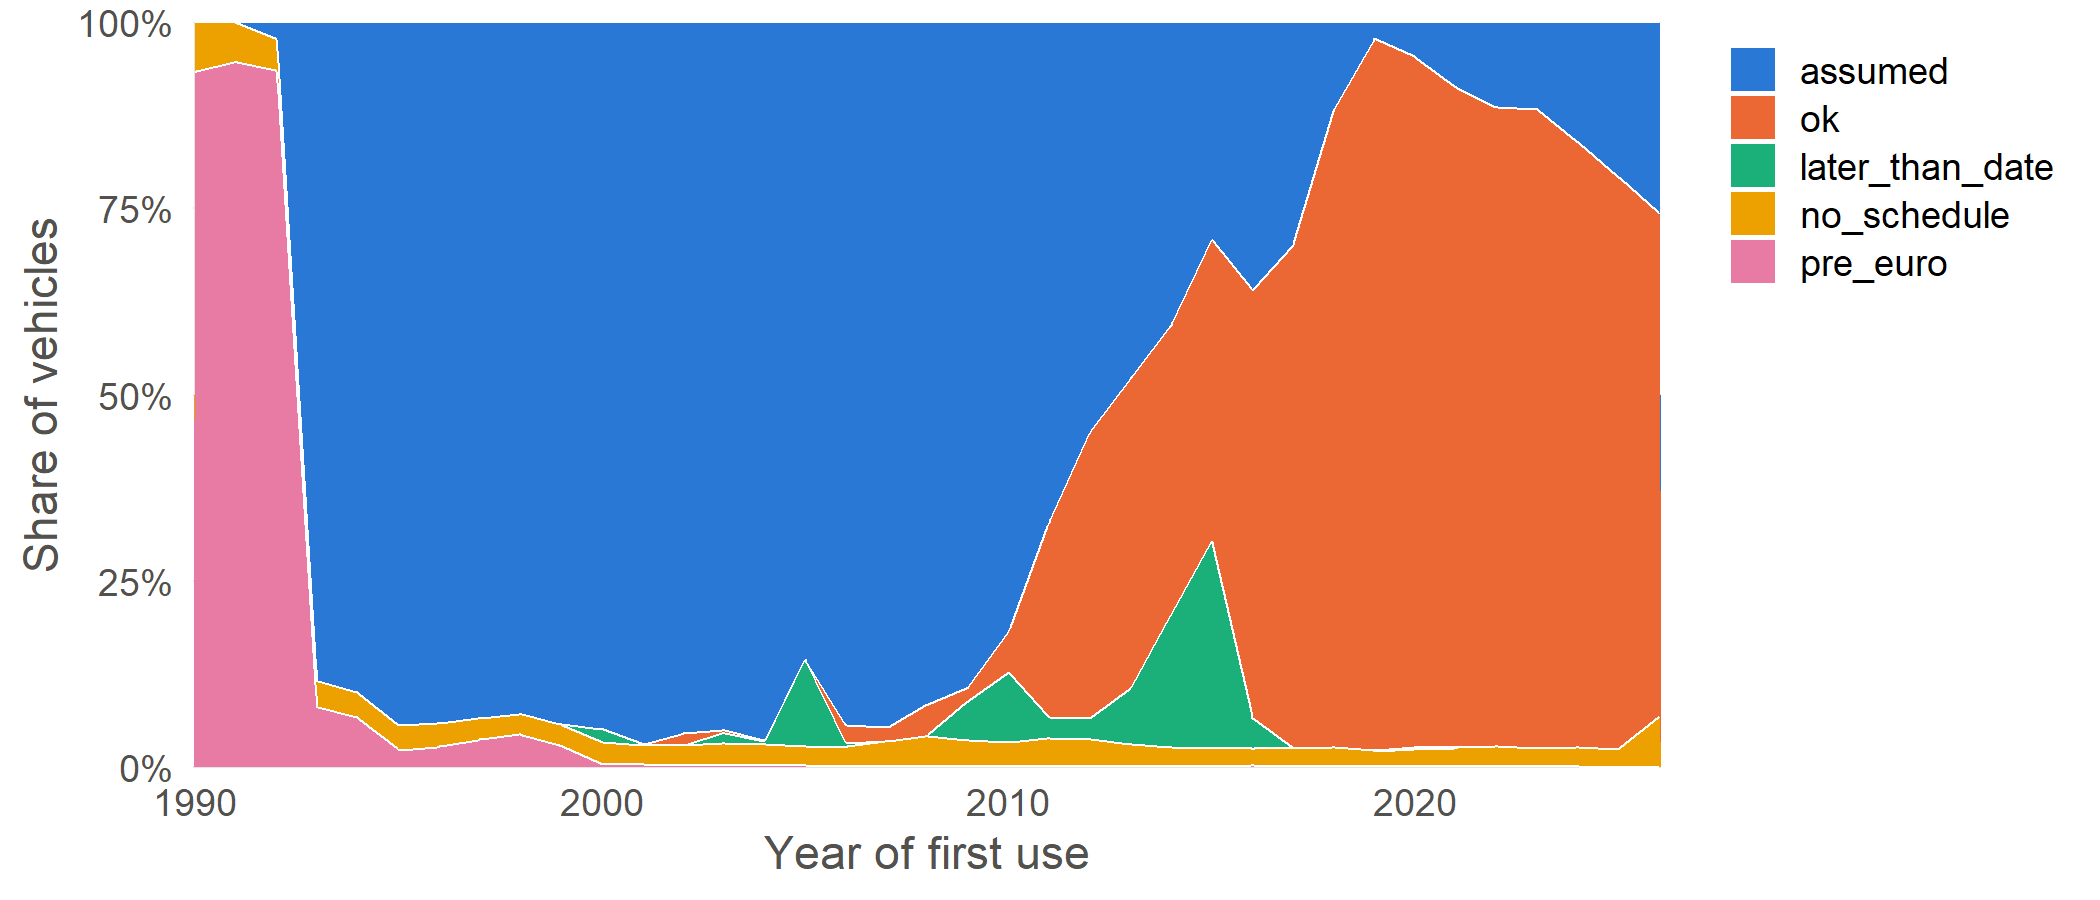 100%
75%
50%
25%
0%
Share of vehicles
1990
2000
2010
2020
Year of first use
assumed
ok
later_than_date
no_schedule
pre_euro